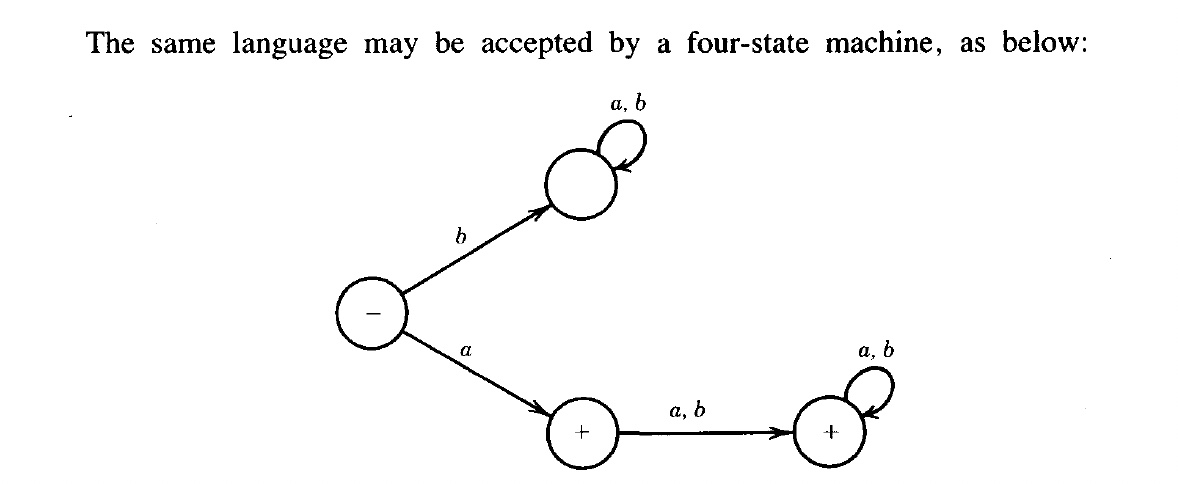 The same language may be accepted by a four-state machine, as below:
a, b
b
−
a
a, b
a, b
+
+